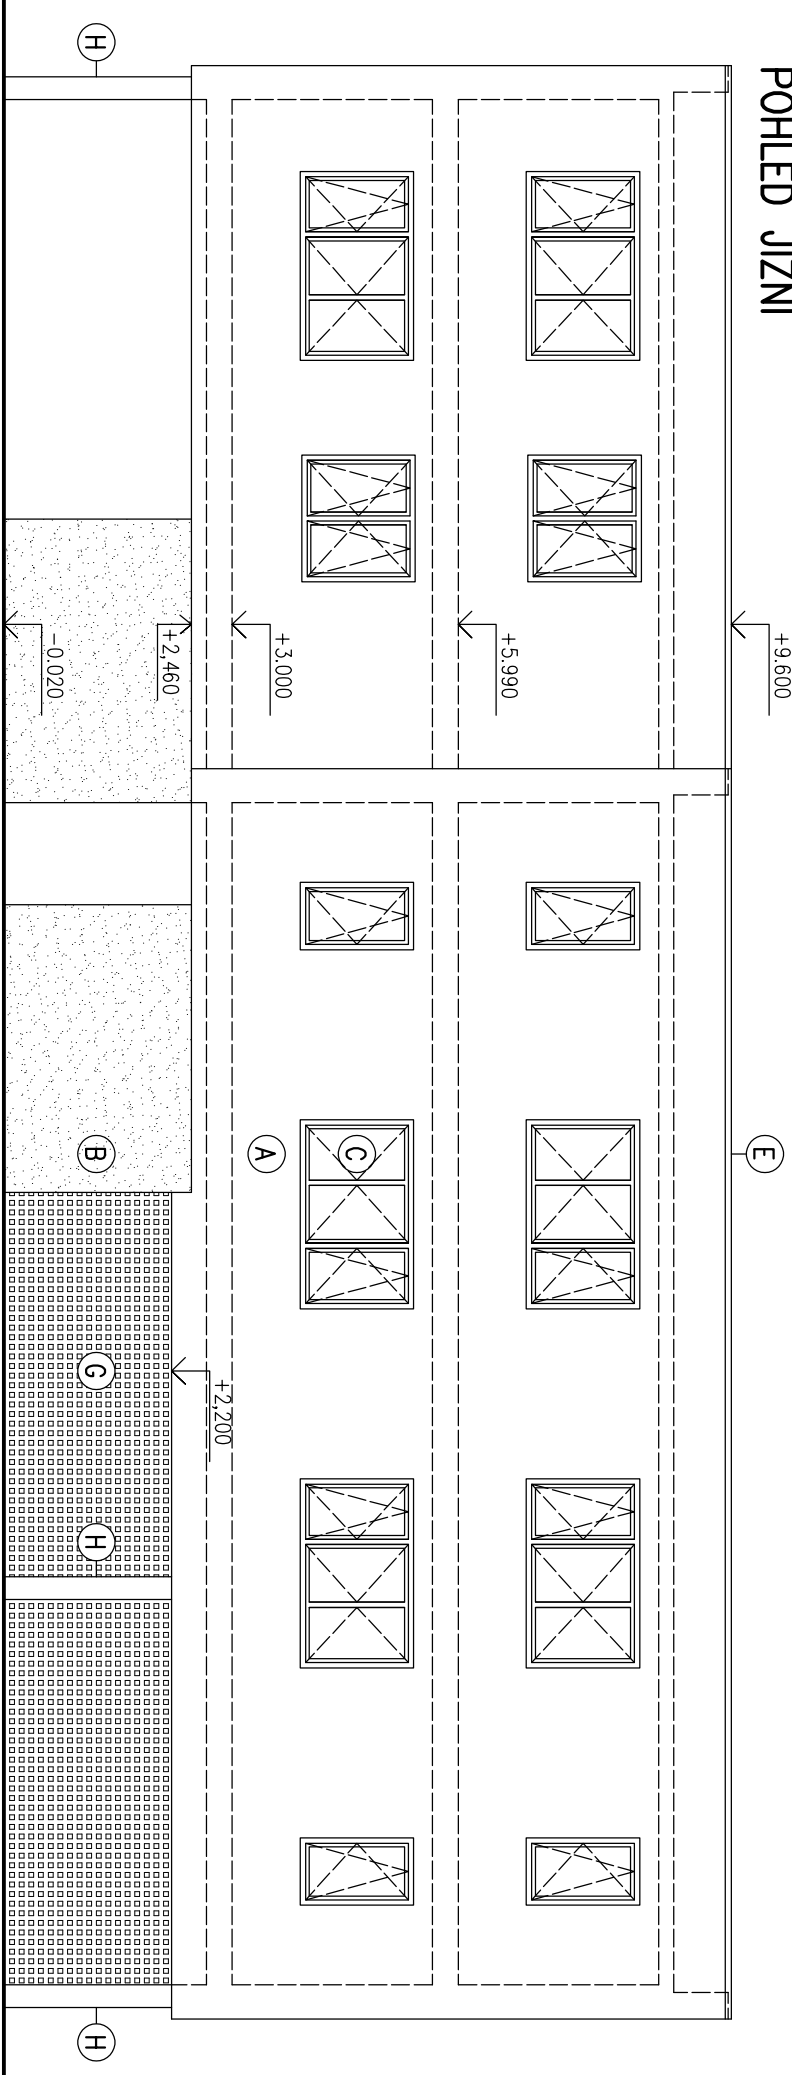 POHLED JIZNI
+9.600
E
+5.990
C
+3.000
A
+2,200
+2,460
H
B
G
H
H
-0.020